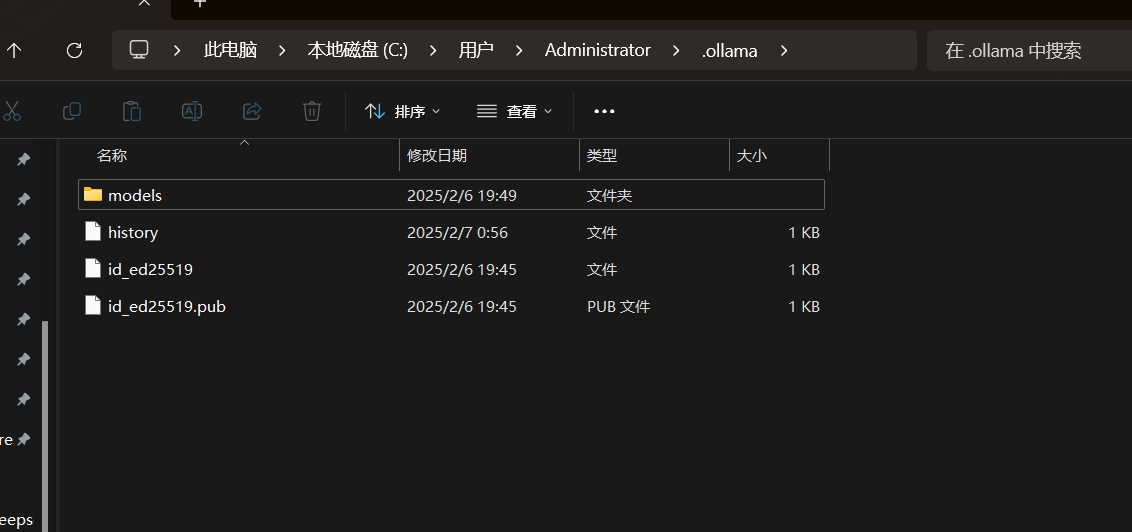 此电脑 本地磁盘 (C:) 用户 Administrator .ollama 在 .ollama 中搜索
排序 查看
名称 修改日期 类型 大小
models 2025/2/6 19:49 文件夹
history 2025/2/7 0:56 文件 1 KB
id_ed25519 2025/2/6 19:45 文件 1 KB
id_ed25519.pub 2025/2/6 19:45 PUB 文件 1 KB
re
eeps